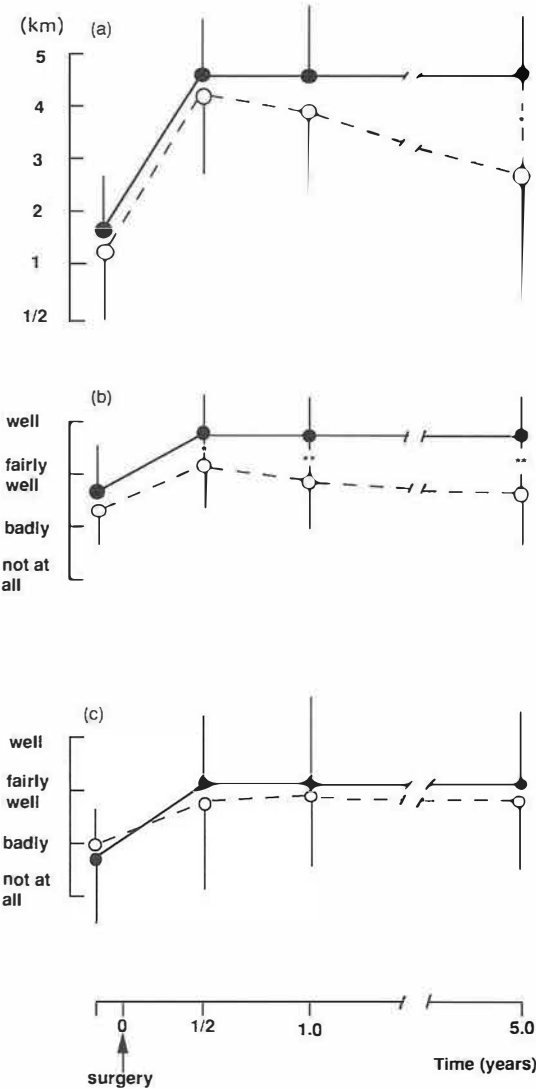 (km) (a)
5
4
3
2
1
1/2
*
(b)
well
fairly
well
badly
not at
all
* ** **
(c)
well
fairly
well
badly
not at
all
0 1/2 1.0 5.0
surgery
Time (years)